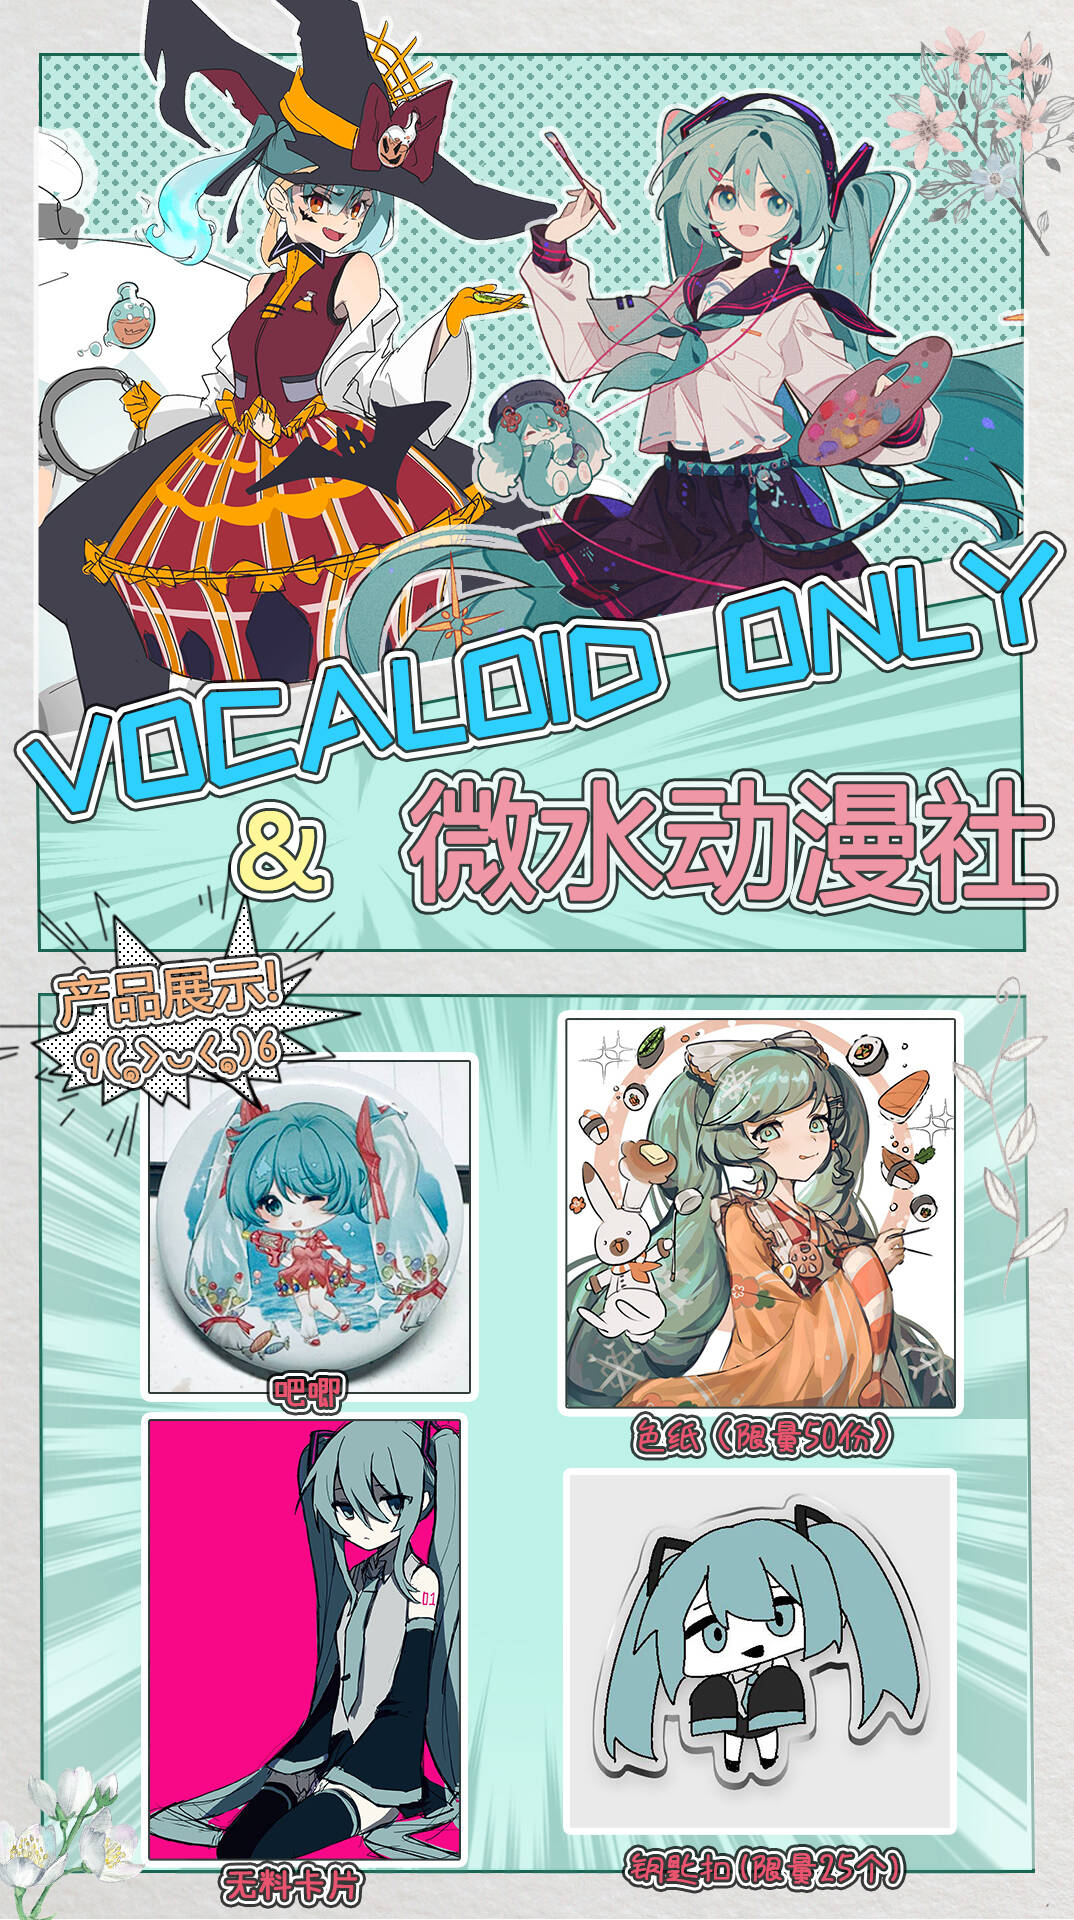 VOCALOID ONLY
& 微水动漫社
产品展示!
9(。>ᴗ<。)6
吧唧
色纸（限量50份）
01
无料卡片
钥匙扣(限量25个)